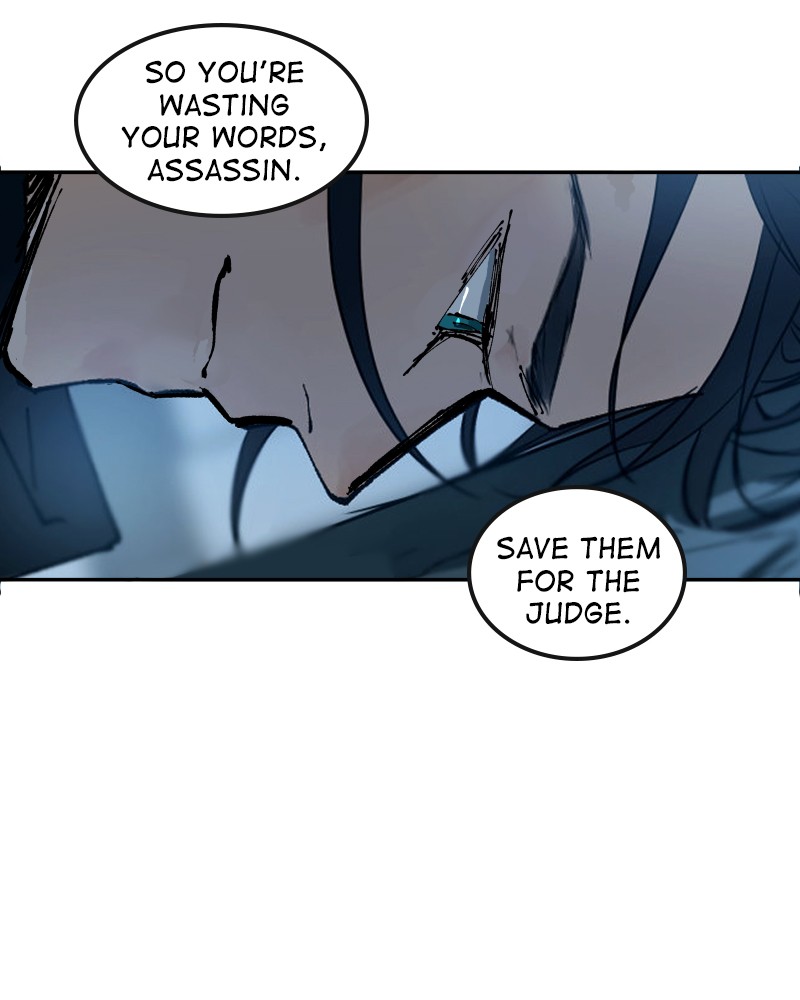 SO YOU'RE
WASTING
YOUR WORDS,
ASSASSIN.
SAVE THEM
FOR THE
JUDGE.